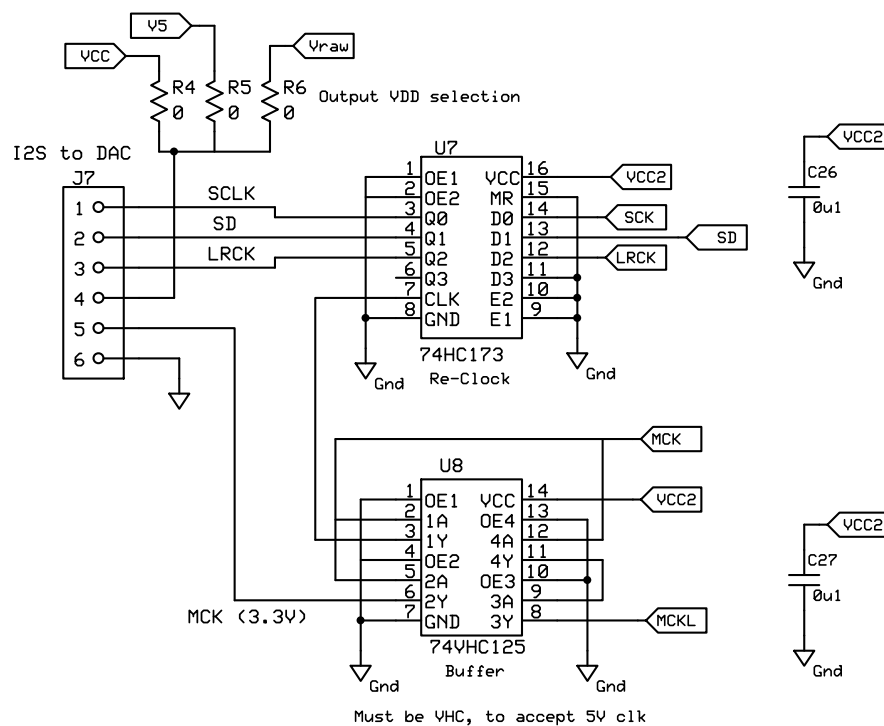 V5
VCC
Vraw
R4
0
R5
0
R6
0
Output VDD selection
VCC2
C26
0u1
Gnd
I2S to DAC
J7
1
2
3
4
5
6
SCLK
SD
LRCK
U7
1 OE1 VCC 16 VCC2
2 OE2 MR 15
3 Q0 D0 14 SCK
4 Q1 D1 13 SD
5 Q2 D2 12 LRCK
6 Q3 D3 11
7 CLK E2 10
8 GND E1 9
74HC173
Gnd
Re-Clock
Gnd
MCK
U8
1 OE1 VCC 14 VCC2
2 1A OE4 13
3 1Y 4A 12
4 OE2 4Y 11
5 2A OE3 10
6 2Y 3A 9
7 GND 3Y 8 MCKL
MCK (3.3V)
74VHC125
Buffer
Gnd
Gnd
VCC2
C27
0u1
Gnd
Must be VHC, to accept 5V clk